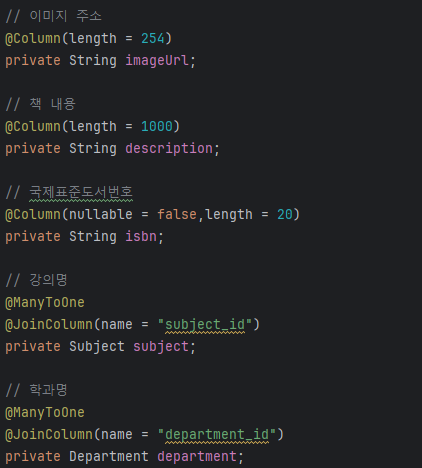 // 이미지 주소
@Column(length = 254)
private String imageUrl;
// 책 내용
@Column(length = 1000)
private String description;
// 국제표준도서번호
@Column(nullable = false,length = 20)
private String isbn;
// 강의명
@ManyToOne
@JoinColumn(name = "subject_id")
private Subject subject;
// 학과명
@ManyToOne
@JoinColumn(name = "department_id")
private Department department;